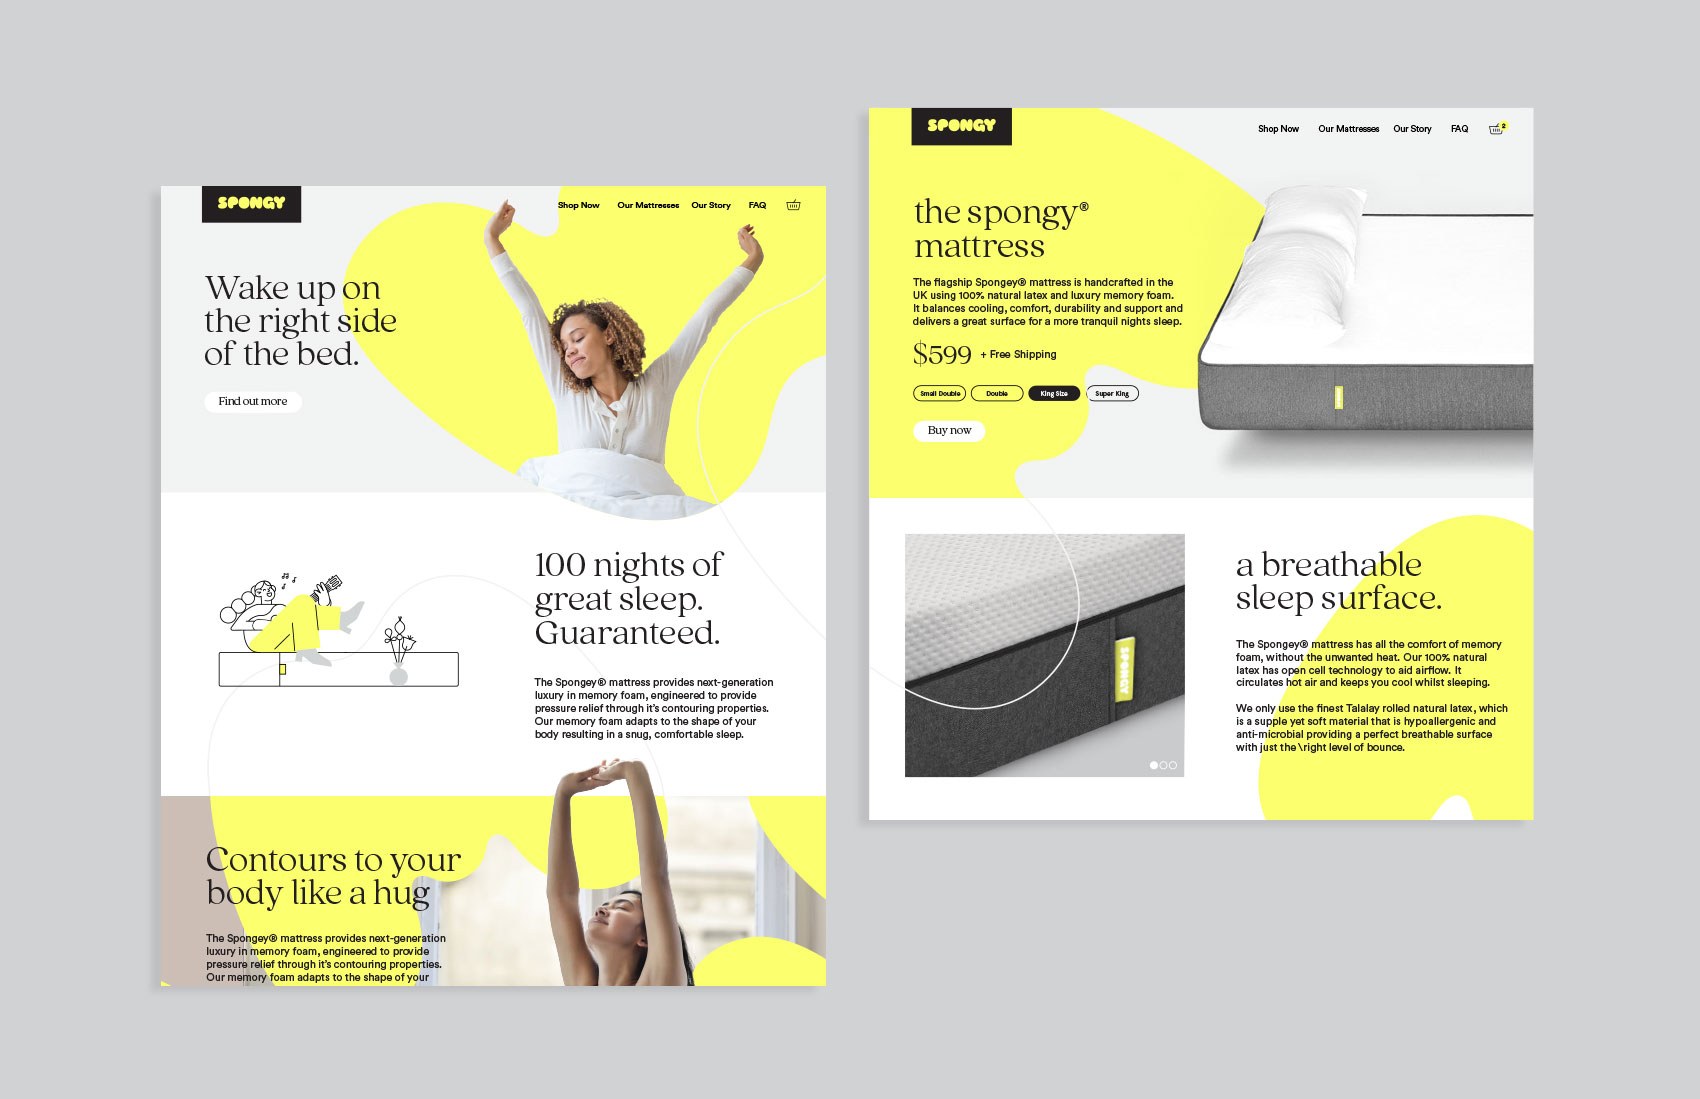 SPONGY
Shop Now
Our Mattresses
Our Story
FAQ
Wake up on
the right side
of the bed.
Find out more
100 nights of
great sleep.
Guaranteed.
The Spongey® mattress provides next-generation
luxury in memory foam, engineered to provide
pressure relief through it's contouring properties.
Our memory foam adapts to the shape of your
body resulting in a snug, comfortable sleep.
Contours to your
body like a hug
The Spongey® mattress provides next-generation
luxury in memory foam, engineered to provide
pressure relief through it's contouring properties.
Our memory foam adapts to the shape of your
SPONGY
Shop Now
Our Mattresses
Our Story
FAQ
2
the spongy®
mattress
The flagship Spongey® mattress is handcrafted in the
UK using 100% natural latex and luxury memory foam.
It balances cooling, comfort, durability and support and
delivers a great surface for a more tranquil nights sleep.
$599 + Free Shipping
Small Double
Double
King Size
Super King
Buy now
SPONGY
a breathable
sleep surface.
The Spongey® mattress has all the comfort of memory
foam, without the unwanted heat. Our 100% natural
latex has open cell technology to aid airflow. It
circulates hot air and keeps you cool whilst sleeping.
We only use the finest Talalay rolled natural latex, which
is a supple yet soft material that is hypoallergenic and
anti-microbial providing a perfect breathable surface
with just the \right level of bounce.